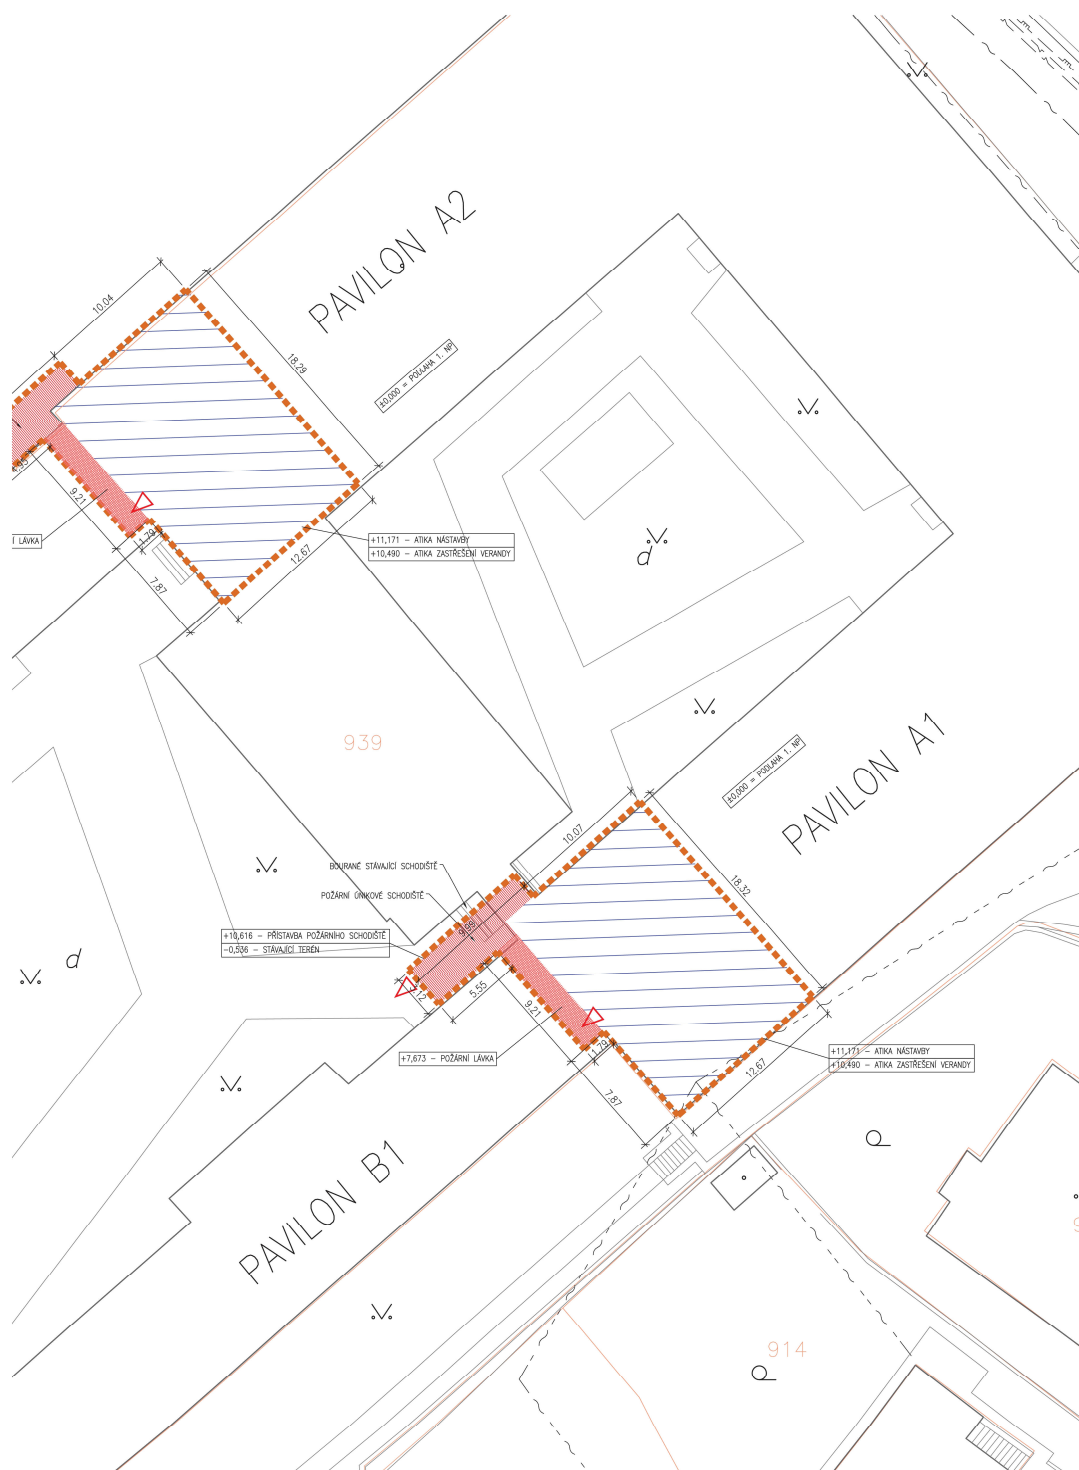 PAVILON A2
10.04
18.29
±0,000 = PODLAHA 1. NP
9.21
Í LÁVKA
1.79
7.87
12.67
+11,171 – ATIKA NÁSTAVBY
+10,490 – ATIKA ZASTŘEŠENÍ VERANDY
d
939
±0,000 = PODLAHA 1. NP
PAVILON A1
10.07
18.32
BOURANÉ STÁVAJÍCÍ SCHODIŠTĚ
POŽÁRNÍ ÚNIKOVÉ SCHODIŠTĚ
+10,616 – PŘÍSTAVBA POŽÁRNÍHO SCHODIŠTĚ
-0,536 – STÁVAJÍCÍ TERÉN
9.99
d
5.55
9.21
+7,673 – POŽÁRNÍ LÁVKA
1.79
+11,171 – ATIKA NÁSTAVBY
+10,490 – ATIKA ZASTŘEŠENÍ VERANDY
12.67
7.87
PAVILON B1
914